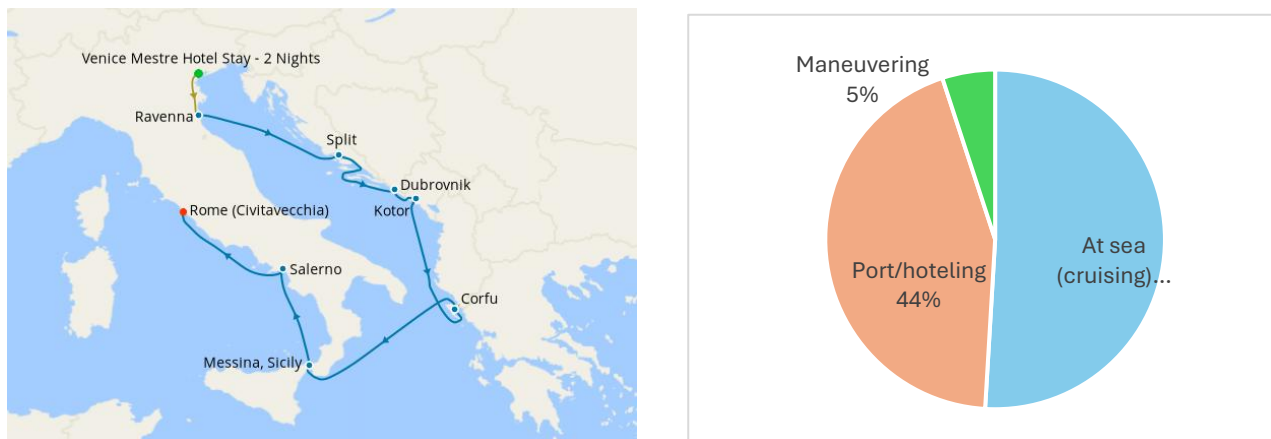 Venice Mestre Hotel Stay - 2 Nights
Ravenna
Split
Dubrovnik
Kotor
Rome (Civitavecchia)
Salerno
Corfu
Messina, Sicily
Maneuvering
5%
Port/hoteling
44%
At sea
(cruising)...